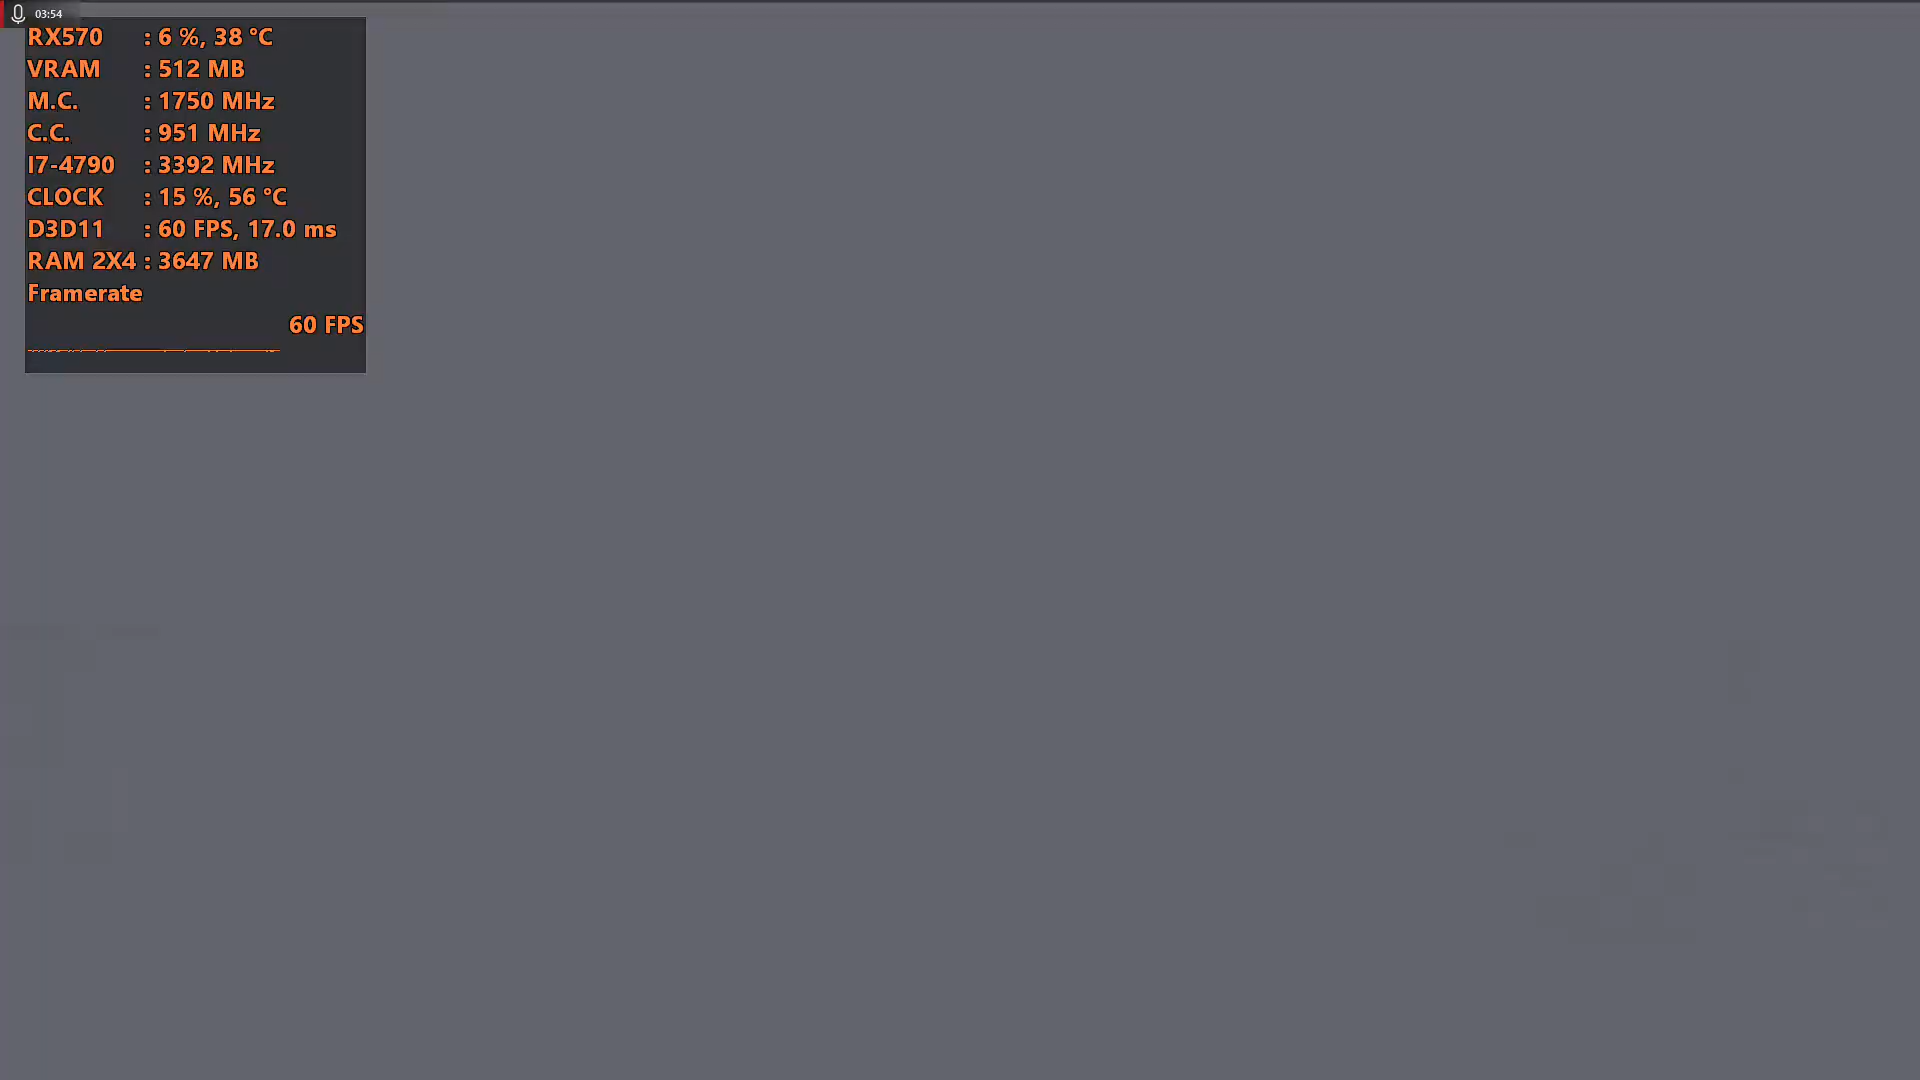 03:54
RX570 : 6 %, 38 °C
VRAM : 512 MB
M.C. : 1750 MHz
C.C. : 951 MHz
I7-4790 : 3392 MHz
CLOCK : 15 %, 56 °C
D3D11 : 60 FPS, 17.0 ms
RAM 2X4 : 3647 MB
Framerate
60 FPS